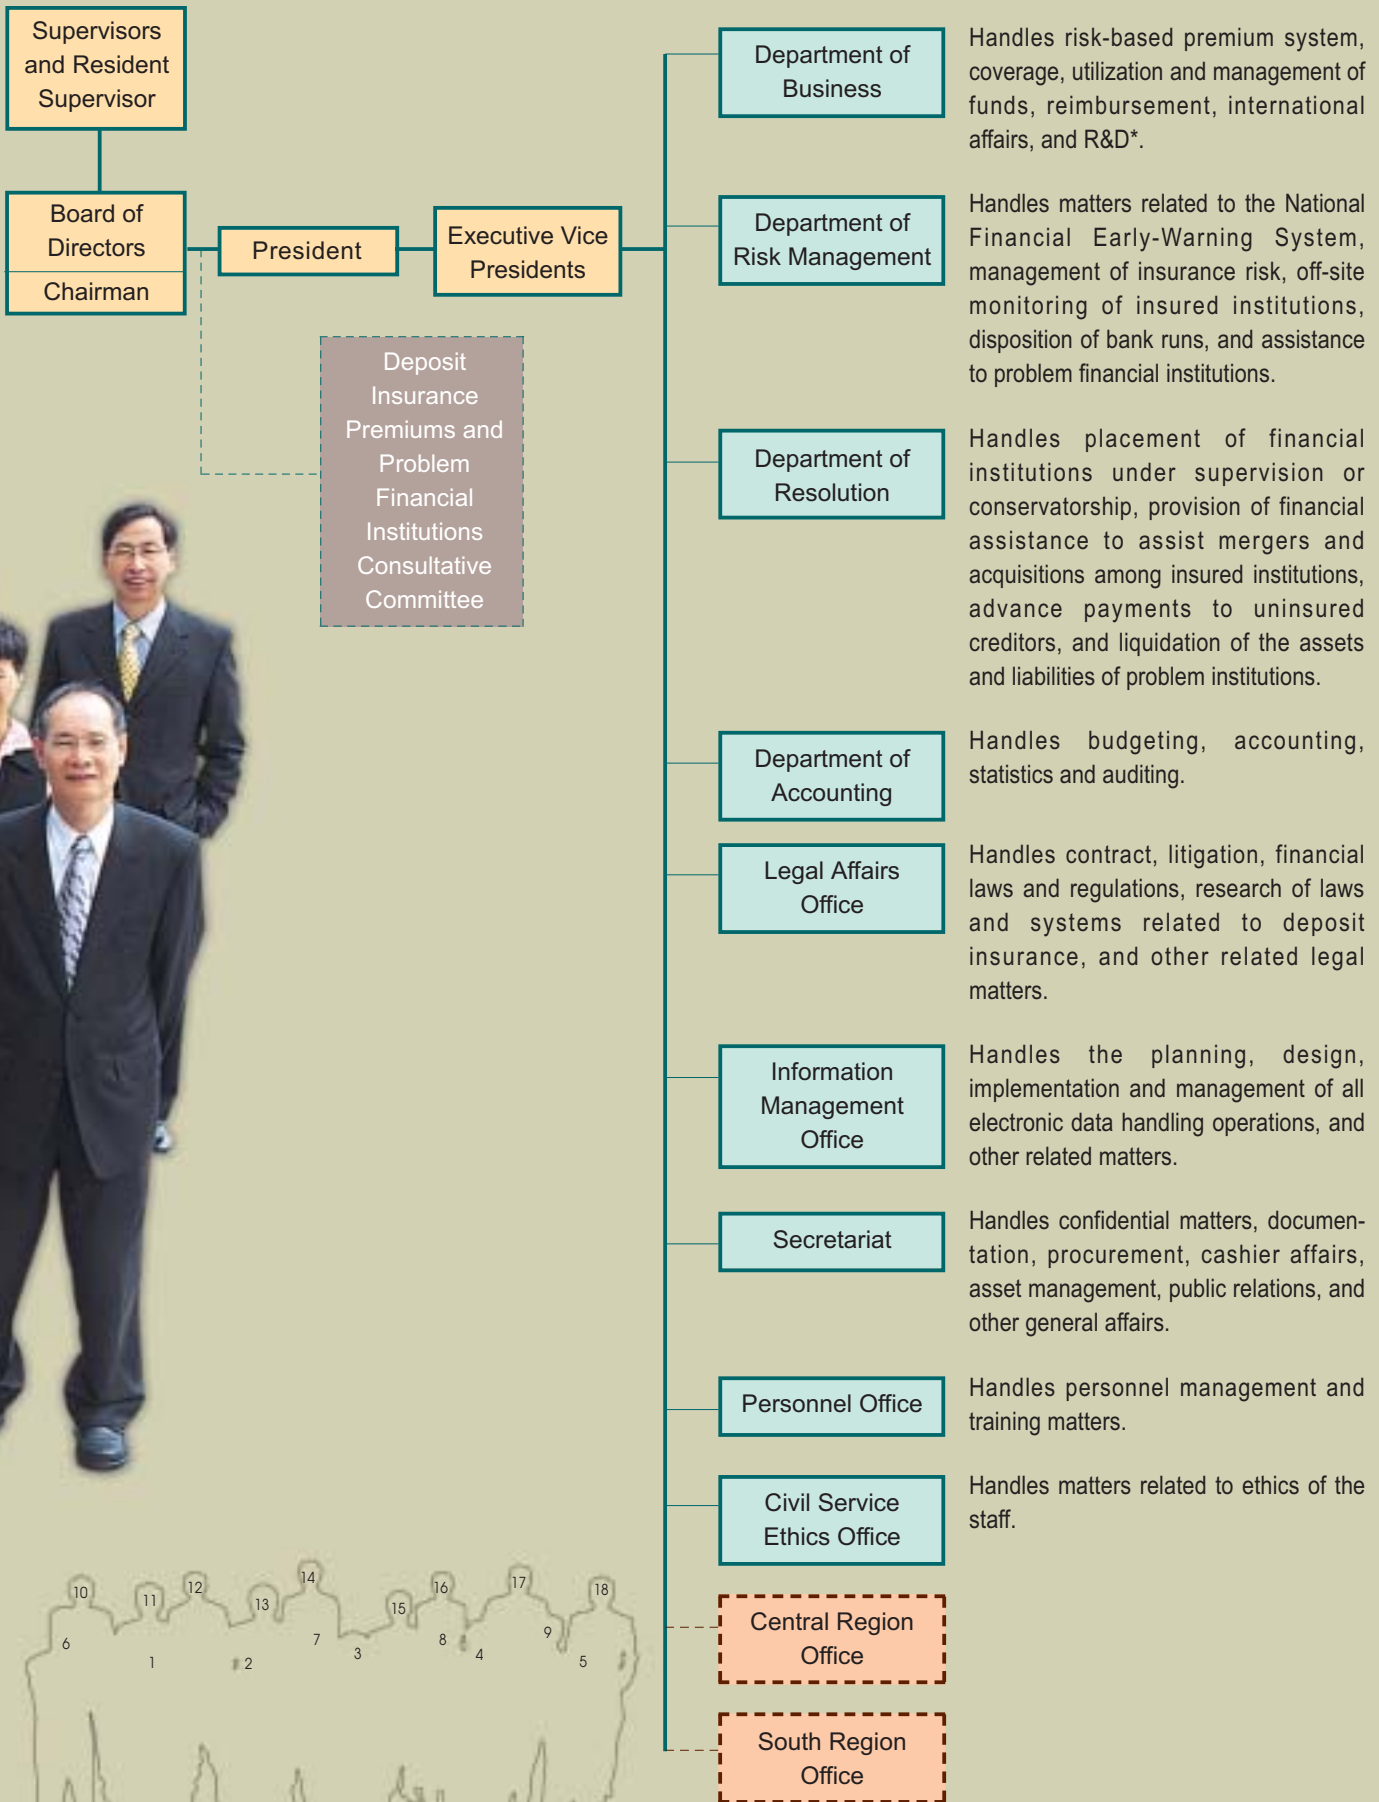 Supervisors
and Resident
Supervisor
Board of
Directors
Chairman
President
Executive Vice
Presidents
Deposit
Insurance
Premiums and
Problem
Financial
Institutions
Consultative
Committee
Department of
Business
Handles risk-based premium system,
coverage, utilization and management of
funds, reimbursement, international
affairs, and R&D*.
Department of
Risk Management
Handles matters related to the National
Financial Early-Warning System,
management of insurance risk, off-site
monitoring of insured institutions,
disposition of bank runs, and assistance
to problem financial institutions.
Department of
Resolution
Handles placement of financial
institutions under supervision or
conservatorship, provision of financial
assistance to assist mergers and
acquisitions among insured institutions,
advance payments to uninsured
creditors, and liquidation of the assets
and liabilities of problem institutions.
Department of
Accounting
Handles budgeting, accounting,
statistics and auditing.
Legal Affairs
Office
Handles contract, litigation, financial
laws and regulations, research of laws
and systems related to deposit
insurance, and other related legal
matters.
Information
Management
Office
Handles the planning, design,
implementation and management of all
electronic data handling operations, and
other related matters.
Secretariat
Handles confidential matters, documen-
tation, procurement, cashier affairs,
asset management, public relations, and
other general affairs.
Personnel Office
Handles personnel management and
training matters.
Civil Service
Ethics Office
Handles matters related to ethics of the
staff.
Central Region
Office
South Region
Office
10 11 12 13 14 15 16 17 18
6 7 8 9
1 2 3 4 5